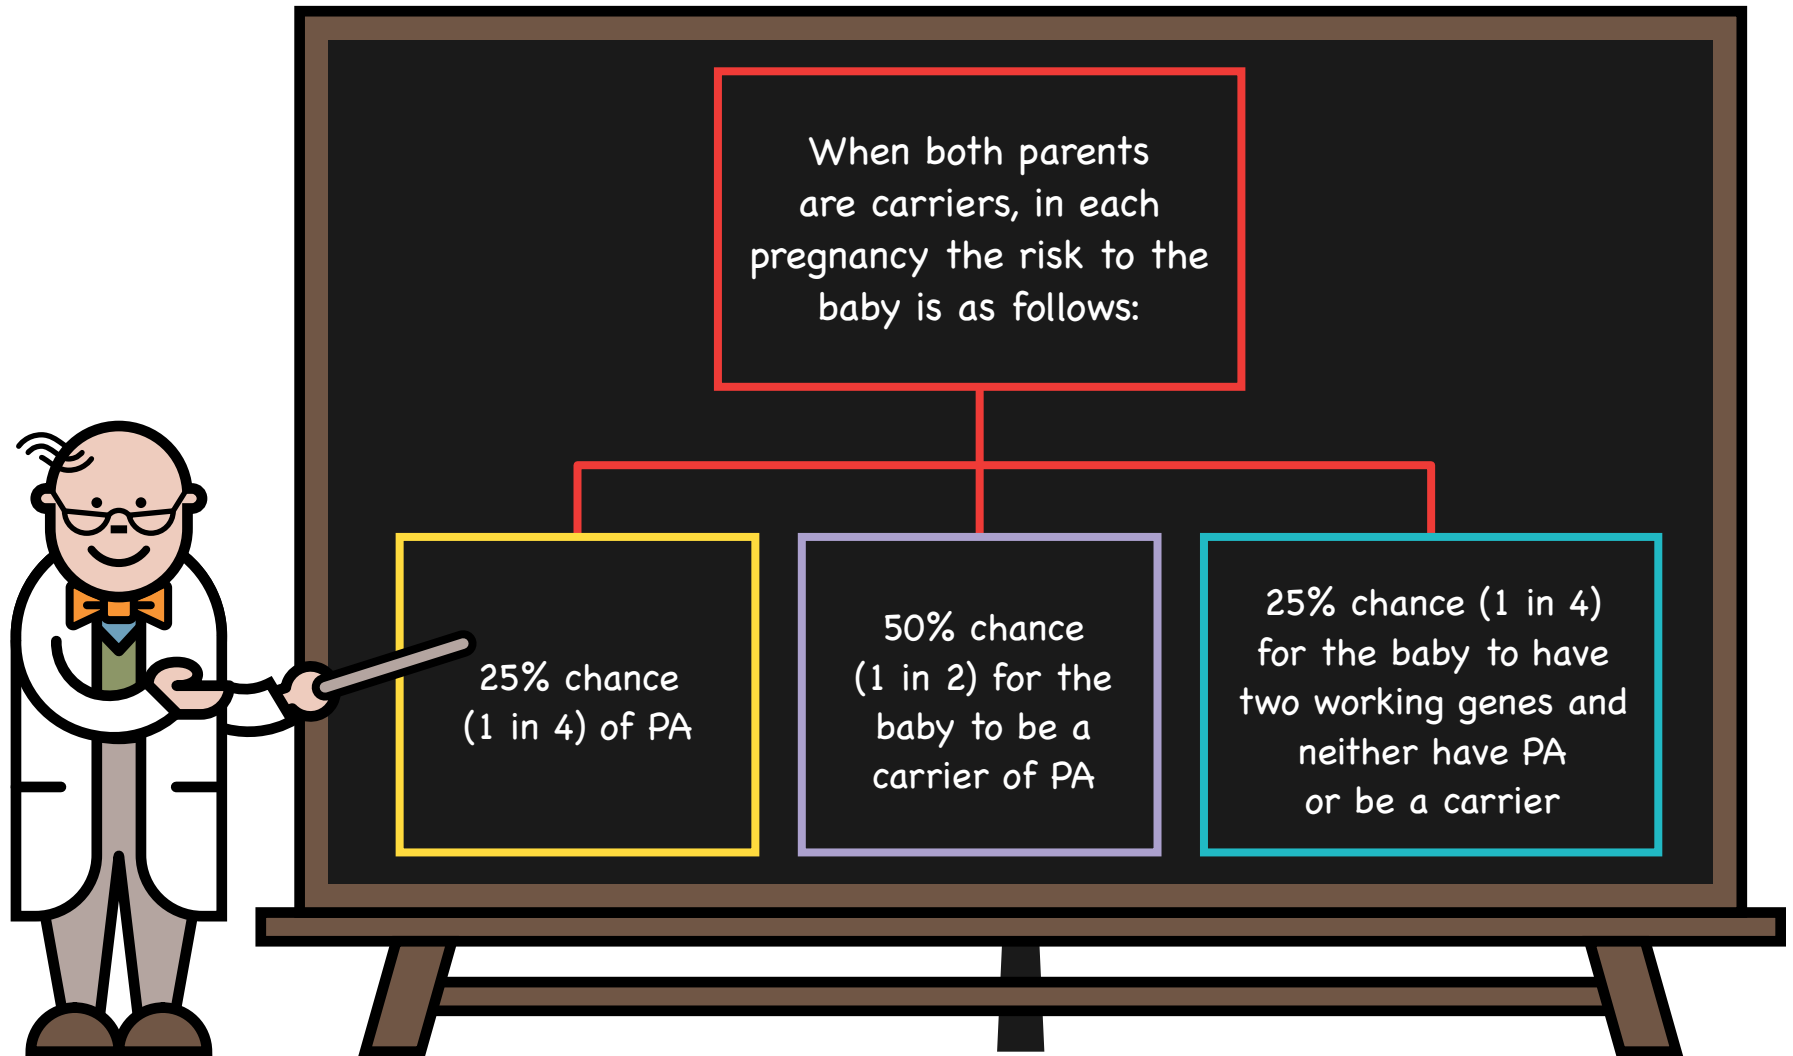 When both parents
are carriers, in each
pregnancy the risk to the
baby is as follows:
25% chance
(1 in 4) of PA
50% chance
(1 in 2) for the
baby to be a
carrier of PA
25% chance (1 in 4)
for the baby to have
two working genes and
neither have PA
or be a carrier